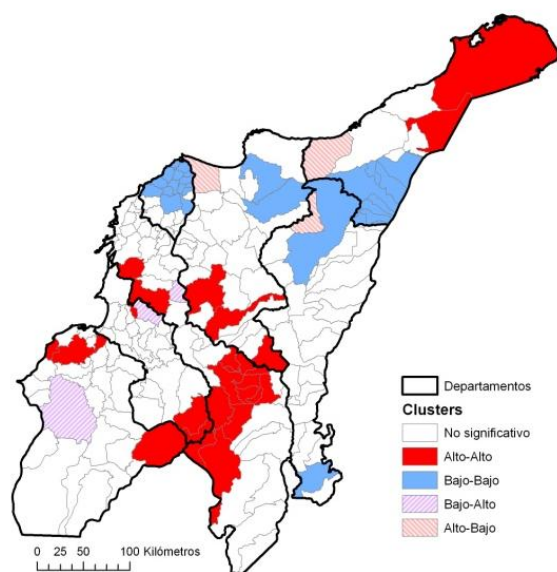 Departamentos
Clusters
No significativo
Alto-Alto
Bajo-Bajo
Bajo-Alto
Alto-Bajo
0 25 50 100 Kilómetros